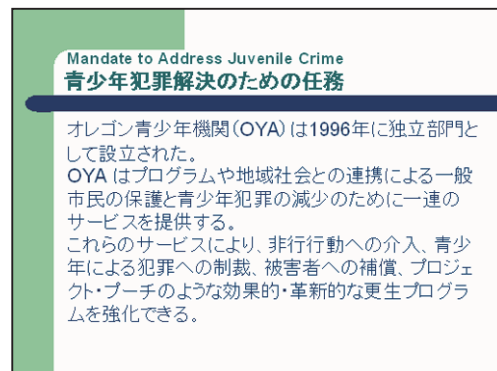 Mandate to Address Juvenile Crime
青少年犯罪解決のための任務
オレゴン青少年機関(OYA)は1996年に独立部門と
して設立された。
OYA はプログラムや地域社会との連携による一般
市民の保護と青少年犯罪の減少のために一連の
サービスを提供する。
これらのサービスにより、非行行動への介入、青少
年による犯罪への制裁、被害者への補償、プロジェ
クト・プーチのような効果的・革新的な更生プログラ
ムを強化できる。